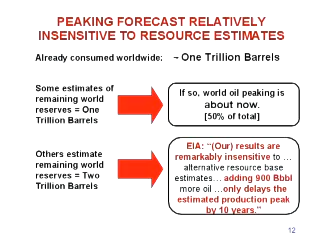 PEAKING FORECAST RELATIVELY
INSENSITIVE TO RESOURCE ESTIMATES
Already consumed worldwide: ~ One Trillion Barrels
Some estimates of
remaining world
reserves = One
Trillion Barrels
If so, world oil peaking is
about now.
[50% of total]
Others estimate
remaining world
reserves = Two
Trillion Barrels
EIA: “(Our) results are
remarkably insensitive to …
alternative resource base
estimates… adding 900 Bbbl
more oil …only delays the
estimated production peak
by 10 years.”
12